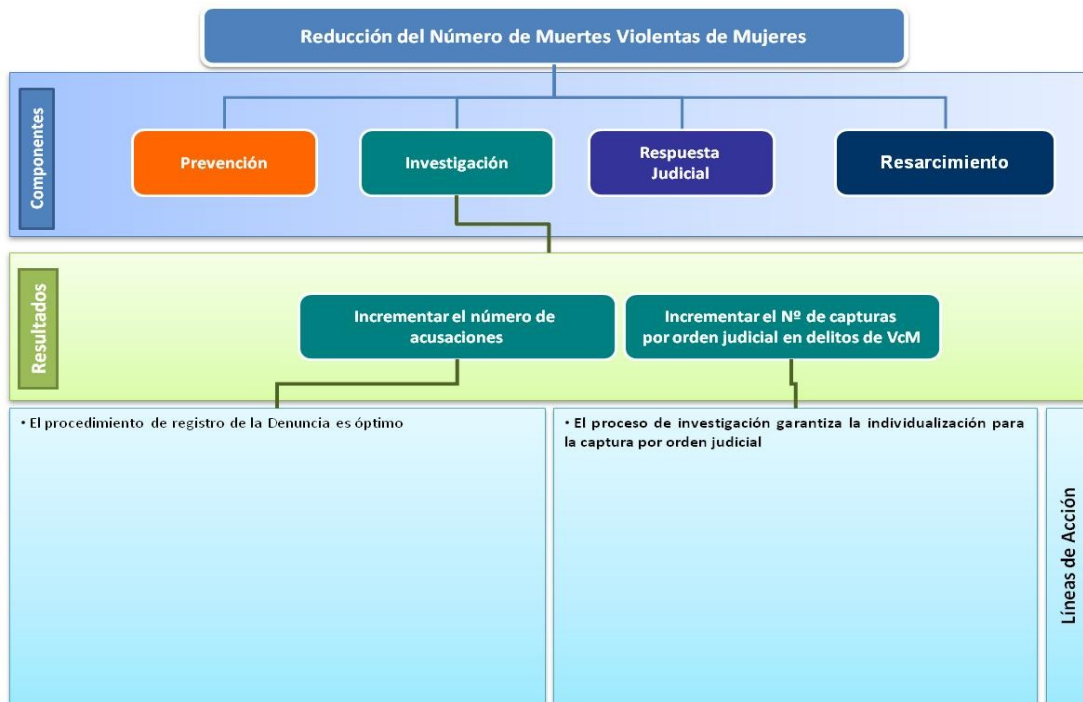 Reducción del Número de Muertes Violentas de Mujeres
Componentes
Prevención
Investigación
Respuesta
Judicial
Resarcimiento
Resultados
Incrementar el número de
acusaciones
Incrementar el Nº de capturas
por orden judicial en delitos de VcM
• El procedimiento de registro de la Denuncia es óptimo
• El proceso de investigación garantiza la individualización para
la captura por orden judicial
Líneas de Acción